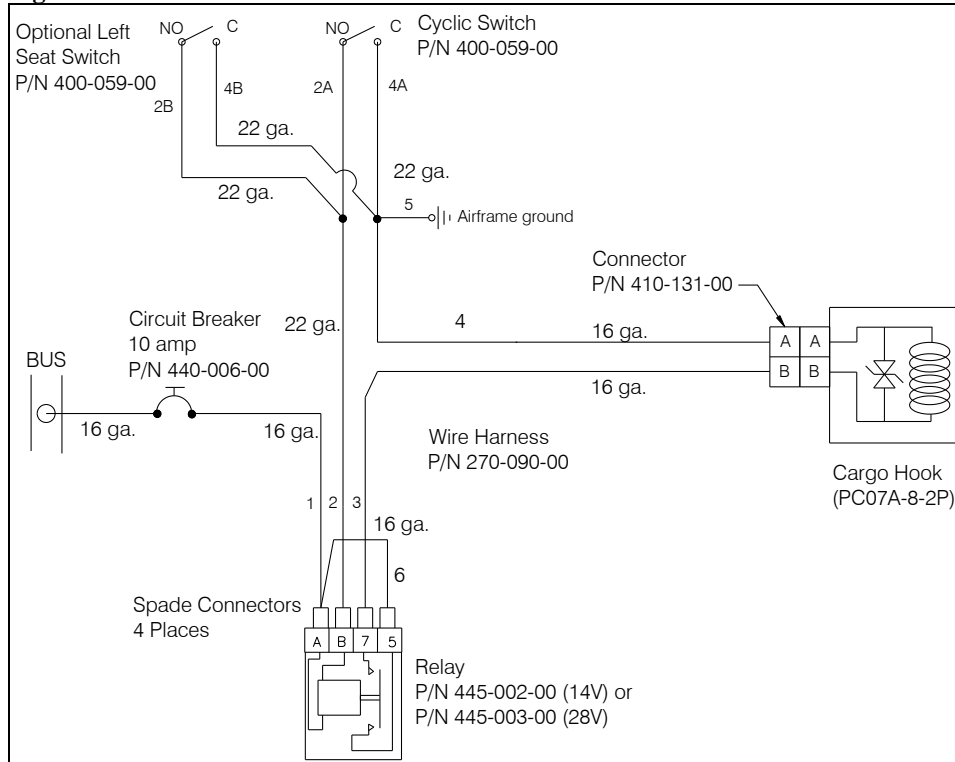 Optional Left
Seat Switch
P/N 400-059-00
NO C
NO C
Cyclic Switch
P/N 400-059-00
2B
4B
2A
4A
22 ga.
22 ga.
22 ga.
5
Airframe ground
Connector
P/N 410-131-00
Circuit Breaker
10 amp
P/N 440-006-00
22 ga.
4
16 ga.
A A
B B
BUS
16 ga.
16 ga.
16 ga.
Wire Harness
P/N 270-090-00
Cargo Hook
(PC07A-8-2P)
1 2 3
16 ga.
6
Spade Connectors
4 Places
A B 7 5
Relay
P/N 445-002-00 (14V) or
P/N 445-003-00 (28V)